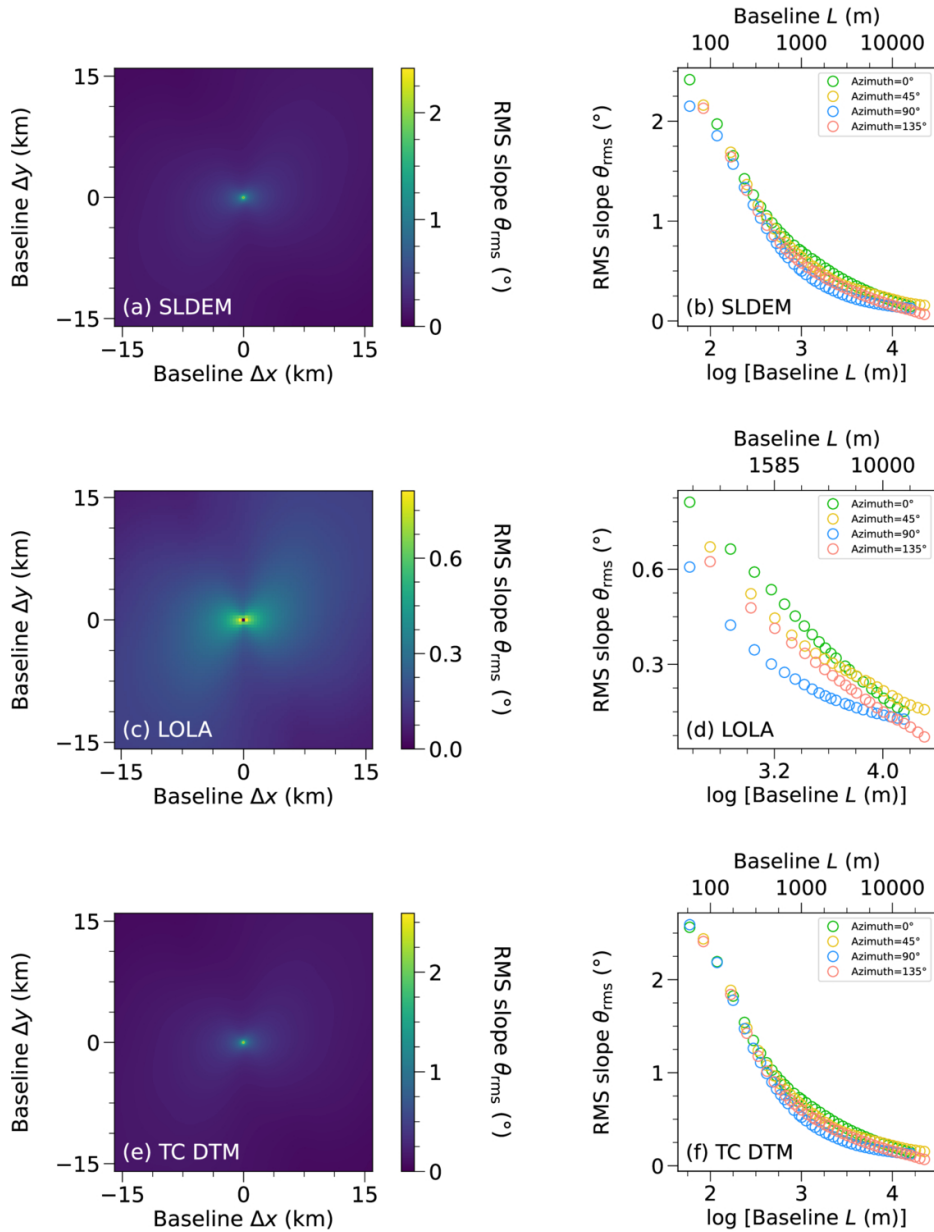 15
0
−15
Baseline Δy (km)
(a) SLDEM
−15
0
15
Baseline Δx (km)
2
1
0
RMS slope θrms (°)
Baseline L (m)
100
1000
10000
2
1
0
RMS slope θrms (°)
Azimuth=0°
Azimuth=45°
Azimuth=90°
Azimuth=135°
(b) SLDEM
2
3
4
log [Baseline L (m)]
15
0
−15
Baseline Δy (km)
(c) LOLA
−15
0
15
Baseline Δx (km)
0.6
0.3
0.0
RMS slope θrms (°)
Baseline L (m)
1585
10000
0.6
0.3
RMS slope θrms (°)
Azimuth=0°
Azimuth=45°
Azimuth=90°
Azimuth=135°
(d) LOLA
3.2
4.0
log [Baseline L (m)]
15
0
−15
Baseline Δy (km)
(e) TC DTM
−15
0
15
Baseline Δx (km)
2
1
0
RMS slope θrms (°)
Baseline L (m)
100
1000
10000
2
1
0
RMS slope θrms (°)
Azimuth=0°
Azimuth=45°
Azimuth=90°
Azimuth=135°
(f) TC DTM
2
3
4
log [Baseline L (m)]